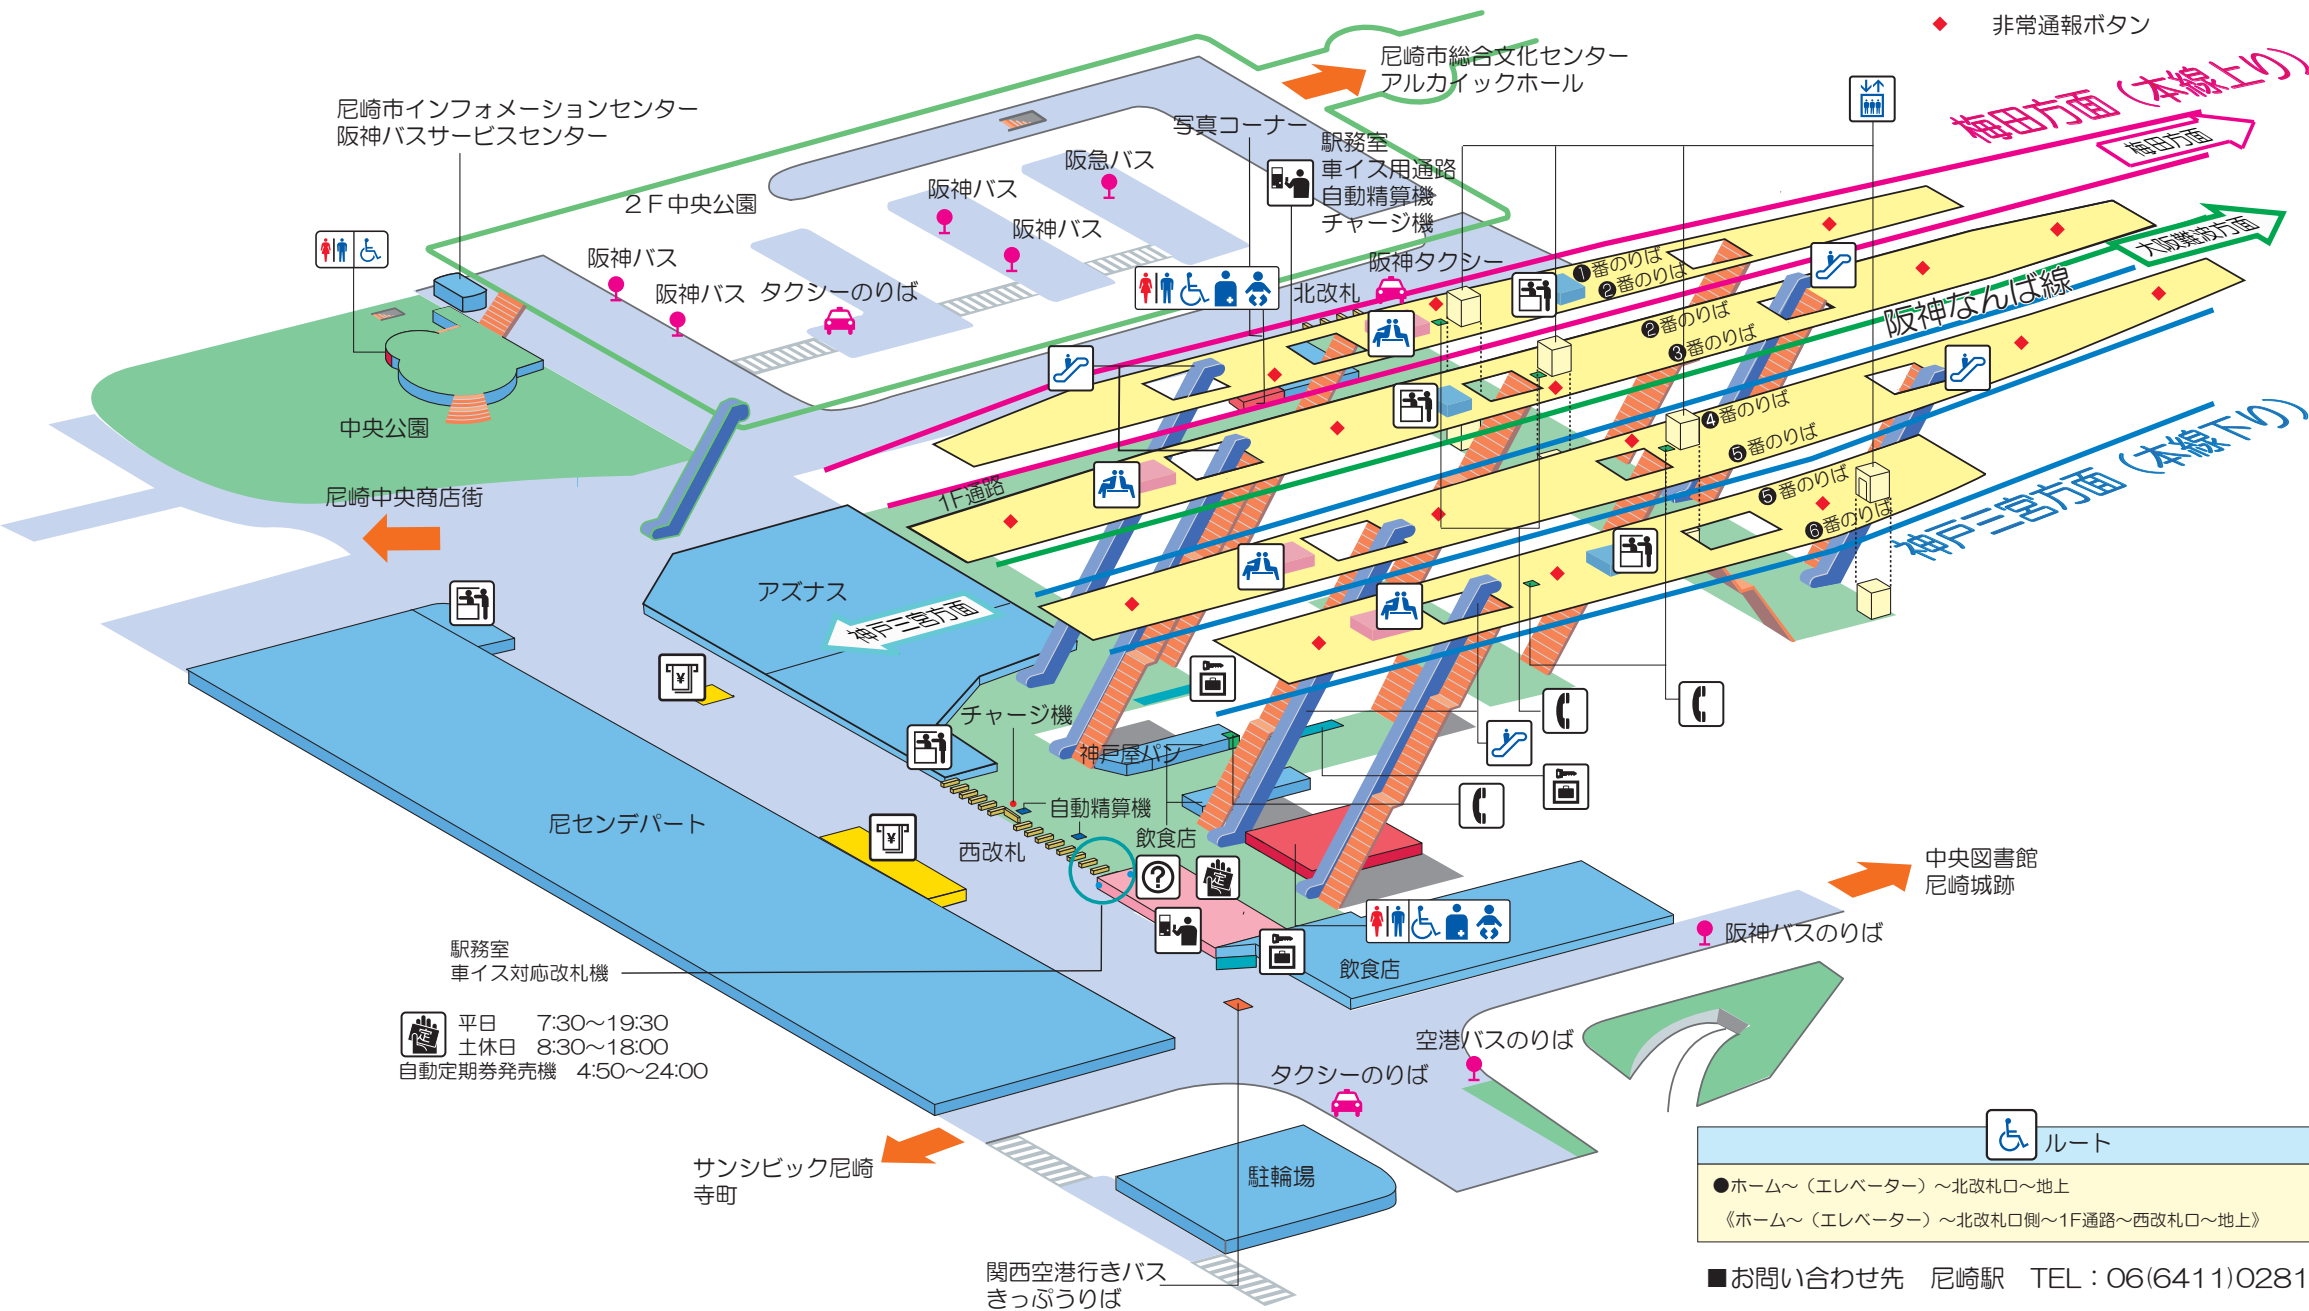 非常通報ボタン
尼崎市総合文化センター
アルカイックホール
梅田方面（本線上り）
梅田方面
尼崎市インフォメーションセンター
阪神バスサービスセンター
写真コーナー
駅務室
車イス用通路
自動精算機
チャージ機
阪急バス
阪神バス
２Ｆ中央公園
阪神バス
阪神バス
阪神バス
タクシーのりば
阪神タクシー
北改札
大阪難波方面
❶番のりば
❷番のりば
阪神なんば線
❷番のりば
❸番のりば
❹番のりば
❺番のりば
❺番のりば
❻番のりば
神戸三宮方面（本線下り）
中央公園
尼崎中央商店街
1F通路
アズナス
神戸三宮方面
¥
チャージ機
神戸屋パン
自動精算機
尼センデパート
¥
西改札
飲食店
?
定
中央図書館
尼崎城跡
阪神バスのりば
駅務室
車イス対応改札機
飲食店
定
平日　7:30～19:30
土休日　8:30～18:00
自動定期券発売機　4:50～24:00
空港バスのりば
タクシーのりば
サンシビック尼崎
寺町
駐輪場
関西空港行きバス
きっぷうりば
ルート
●ホーム～（エレベーター）～北改札口～地上
《ホーム～（エレベーター）～北改札口側～1F通路～西改札口～地上》
■お問い合わせ先　尼崎駅　TEL：06(6411)0281